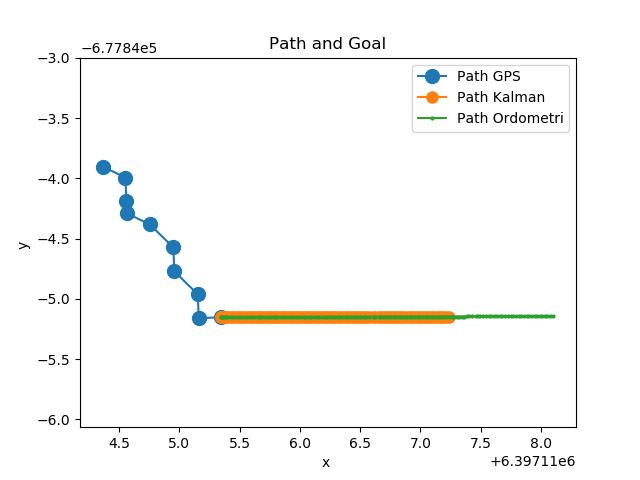 Path and Goal
−6.7784e5
Path GPS
Path Kalman
Path Ordometri
−3.0
−3.5
−4.0
−4.5
−5.0
−5.5
−6.0
y
4.5 5.0 5.5 6.0 6.5 7.0 7.5 8.0
x
+6.39711e6